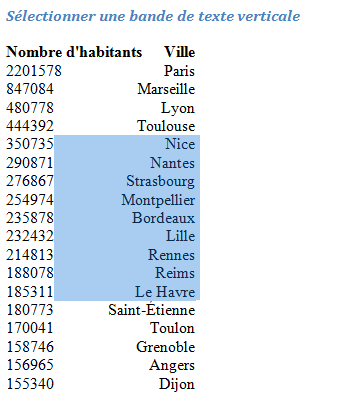 Sélectionner une bande de texte verticale
Nombre d'habitants Ville
2201578 Paris
847084 Marseille
480778 Lyon
444392 Toulouse
350735 Nice
290871 Nantes
276867 Strasbourg
254974 Montpellier
235878 Bordeaux
232432 Lille
214813 Rennes
188078 Reims
185311 Le Havre
180773 Saint-Étienne
170041 Toulon
158746 Grenoble
156965 Angers
155340 Dijon